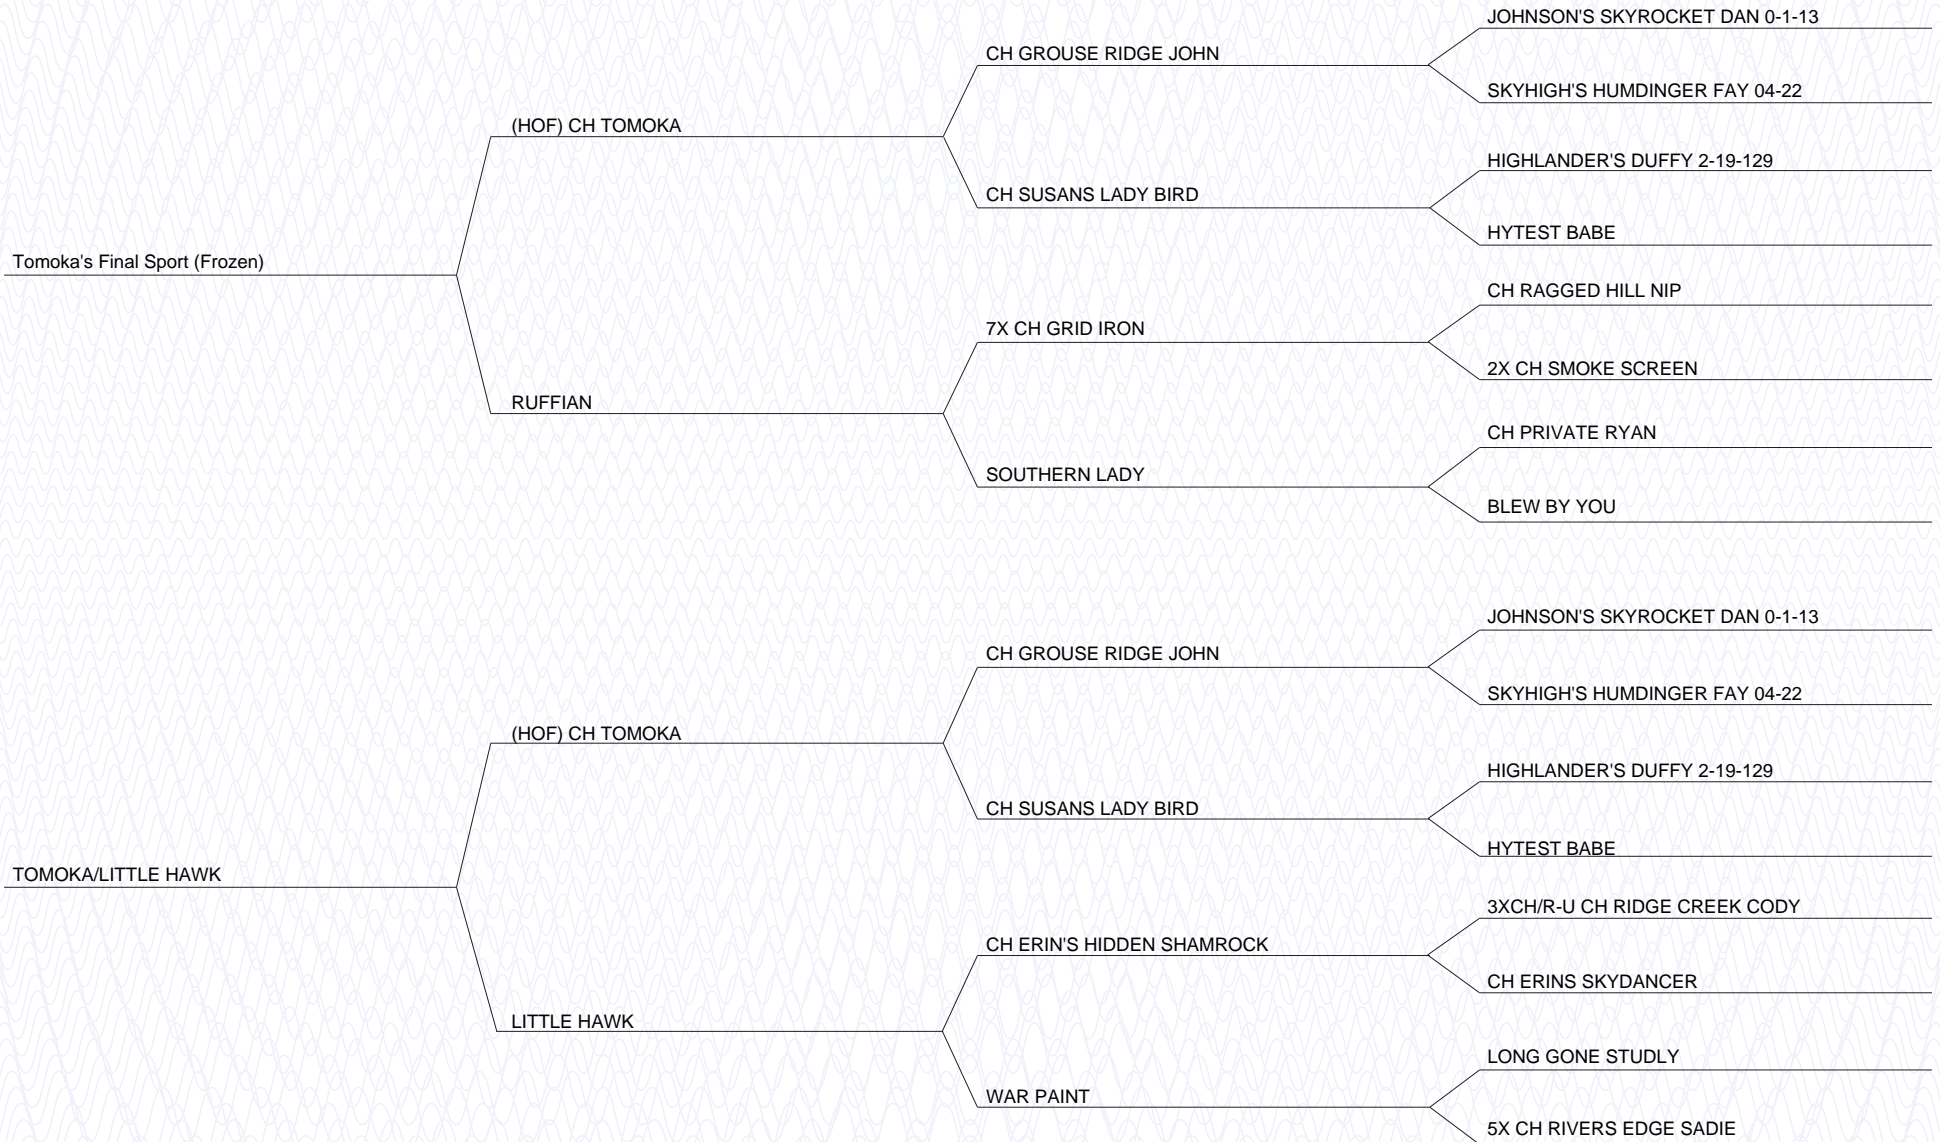 JOHNSON'S SKYROCKET DAN 0-1-13
CH GROUSE RIDGE JOHN
SKYHIGH'S HUMDINGER FAY 04-22
(HOF) CH TOMOKA
HIGHLANDER'S DUFFY 2-19-129
CH SUSANS LADY BIRD
HYTEST BABE
Tomoka's Final Sport (Frozen)
CH RAGGED HILL NIP
7X CH GRID IRON
2X CH SMOKE SCREEN
RUFFIAN
CH PRIVATE RYAN
SOUTHERN LADY
BLEW BY YOU
JOHNSON'S SKYROCKET DAN 0-1-13
CH GROUSE RIDGE JOHN
SKYHIGH'S HUMDINGER FAY 04-22
(HOF) CH TOMOKA
HIGHLANDER'S DUFFY 2-19-129
CH SUSANS LADY BIRD
HYTEST BABE
TOMOKA/LITTLE HAWK
3XCH/R-U CH RIDGE CREEK CODY
CH ERIN'S HIDDEN SHAMROCK
CH ERINS SKYDANCER
LITTLE HAWK
LONG GONE STUDLY
WAR PAINT
5X CH RIVERS EDGE SADIE